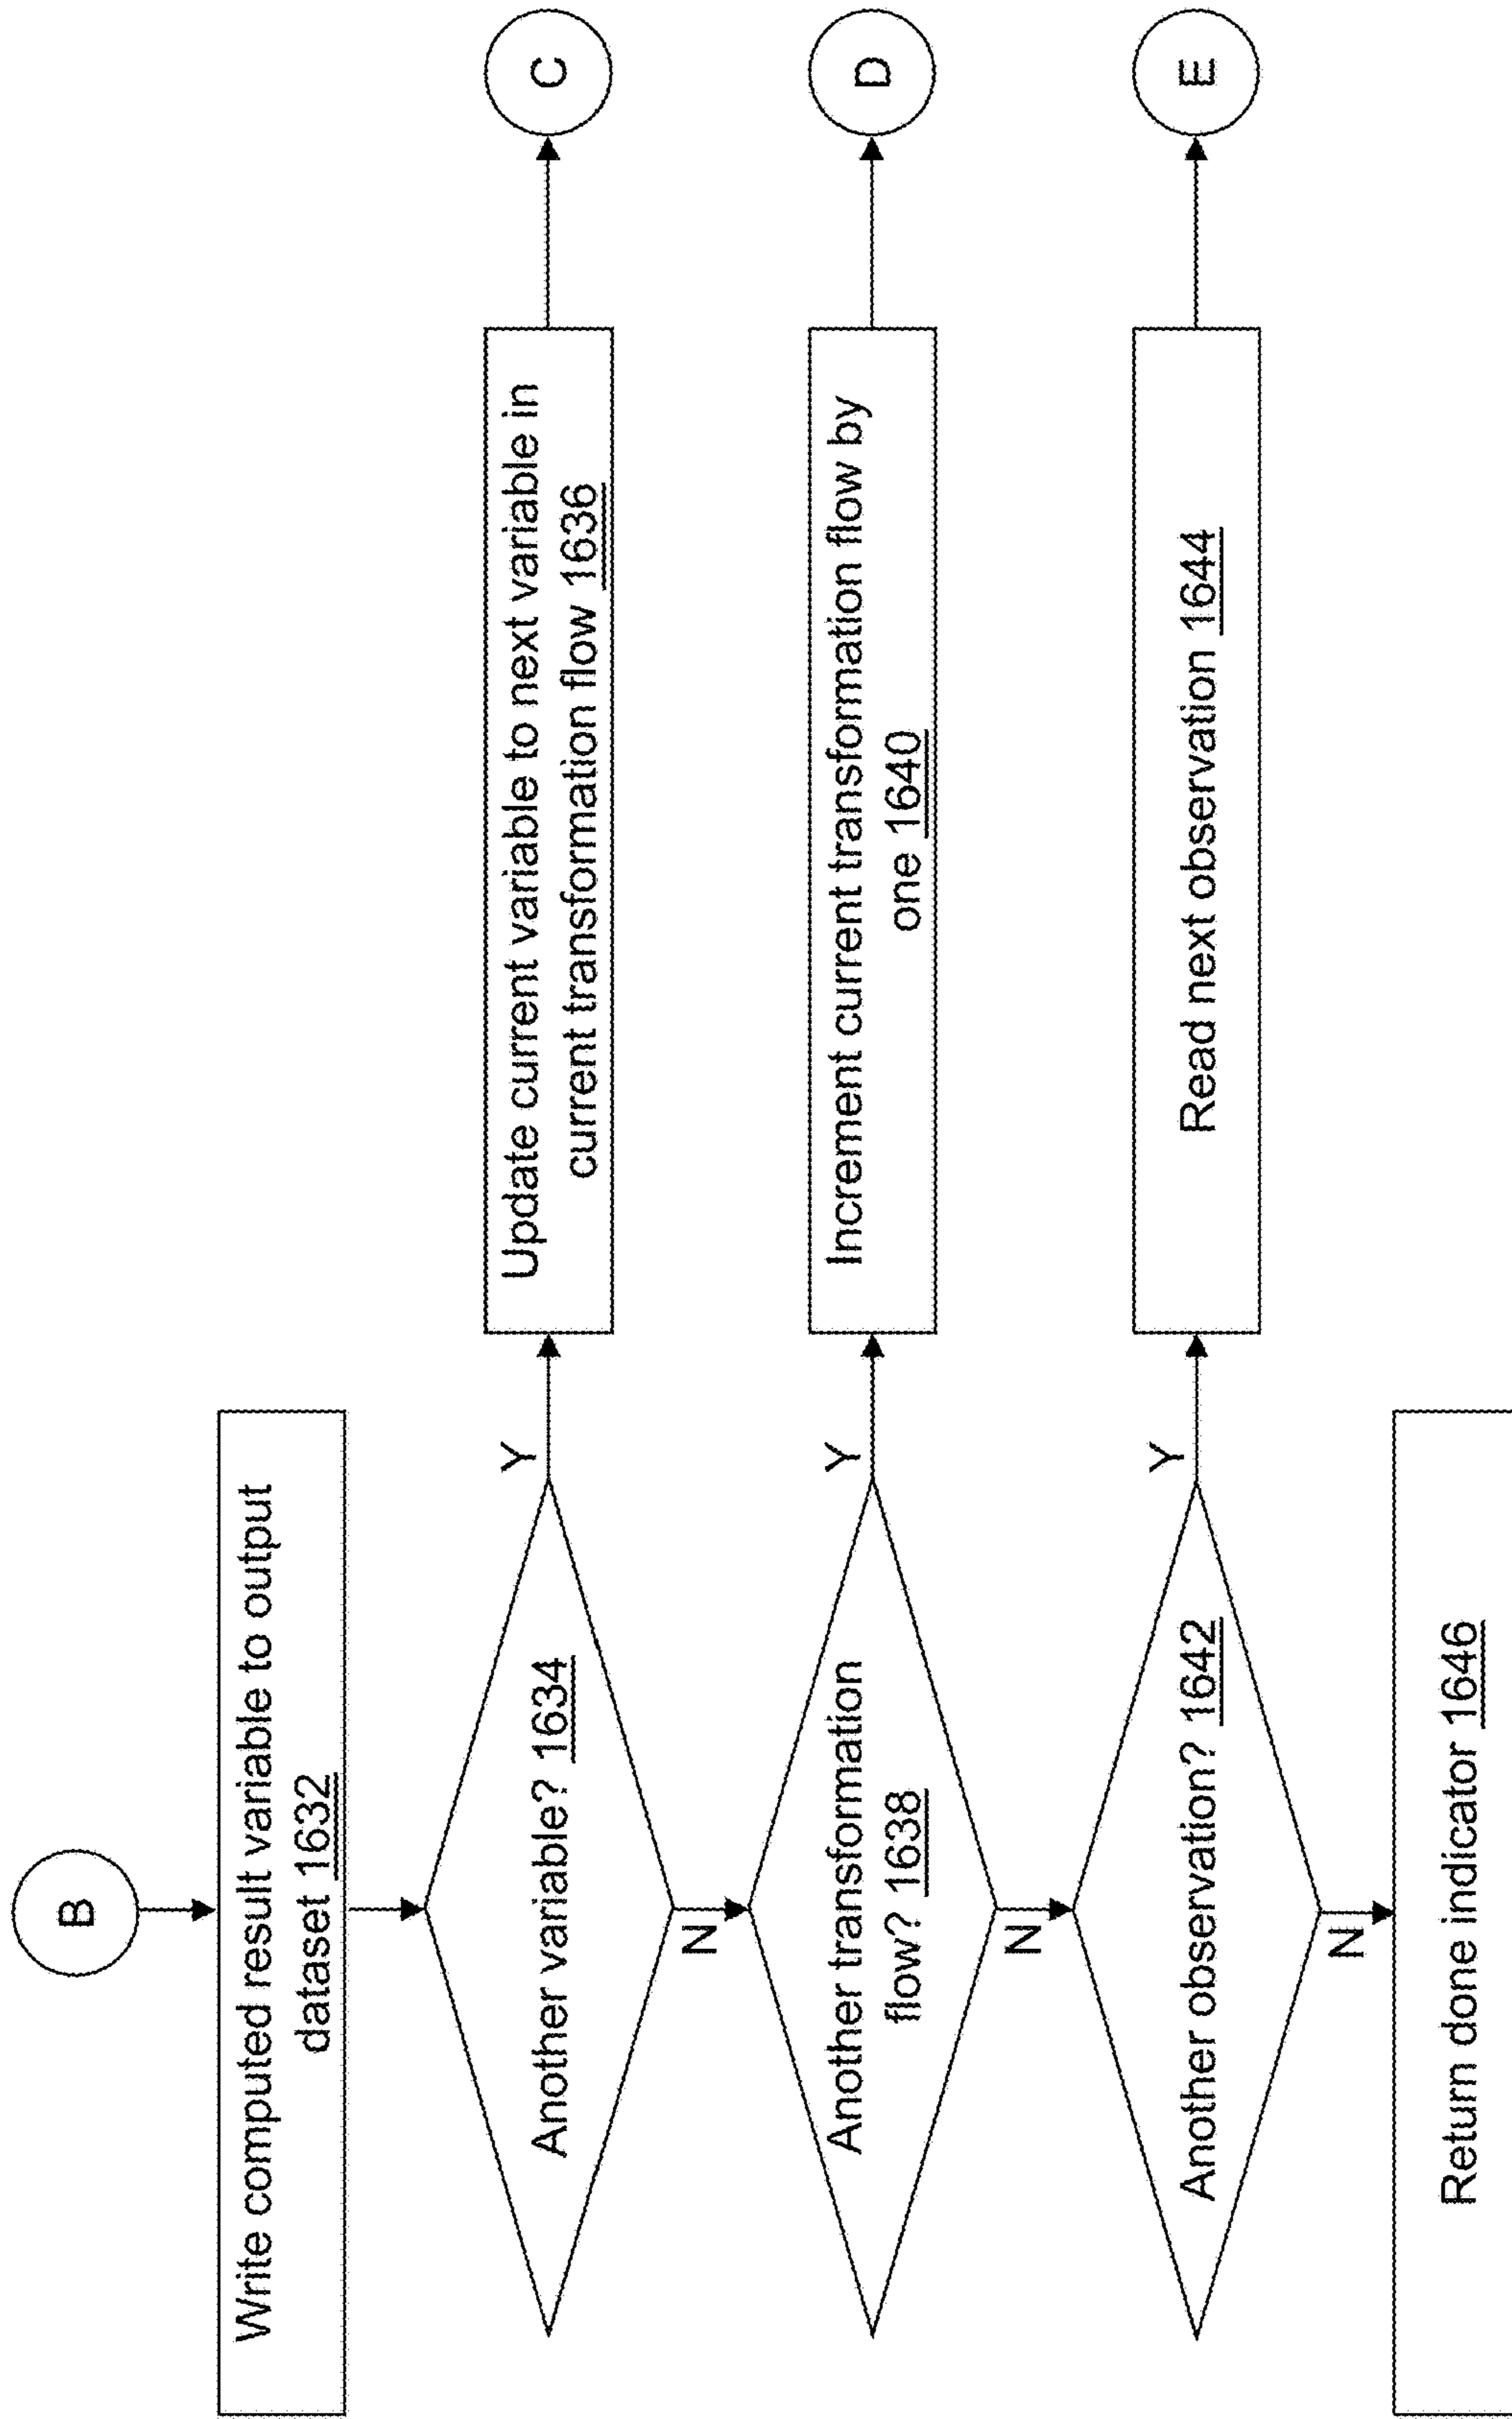 B
Write computed result variable to output
dataset 1632
Another variable? 1634
Y
Update current variable to next variable in
current transformation flow 1636
C
N
Another transformation
flow? 1638
Y
Increment current transformation flow by
one 1640
D
N
Another observation? 1642
Y
Read next observation 1644
E
N
Return done indicator 1646